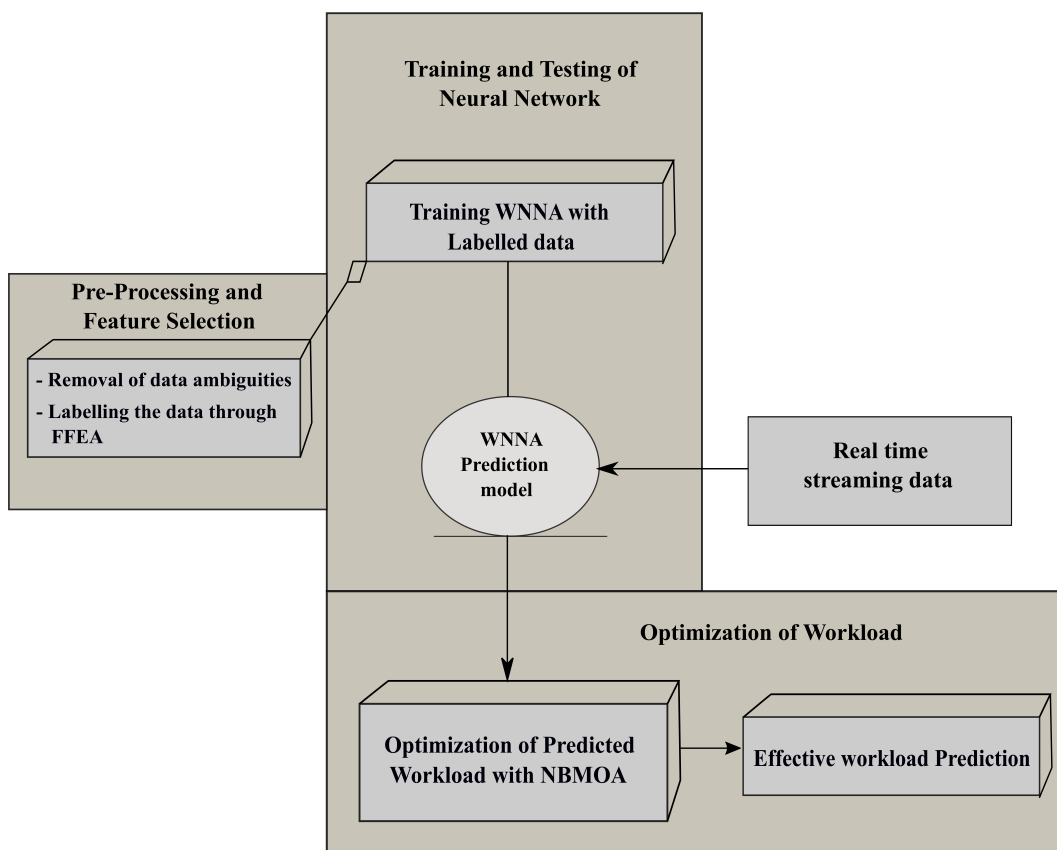 Training and Testing of
Neural Network
Training WNNA with
Labelled data
Pre-Processing and
Feature Selection
- Removal of data ambiguities
- Labelling the data through
FFEA
WNNA
Prediction
model
Real time
streaming data
Optimization of Workload
Optimization of Predicted
Workload with NBMOA
Effective workload Prediction